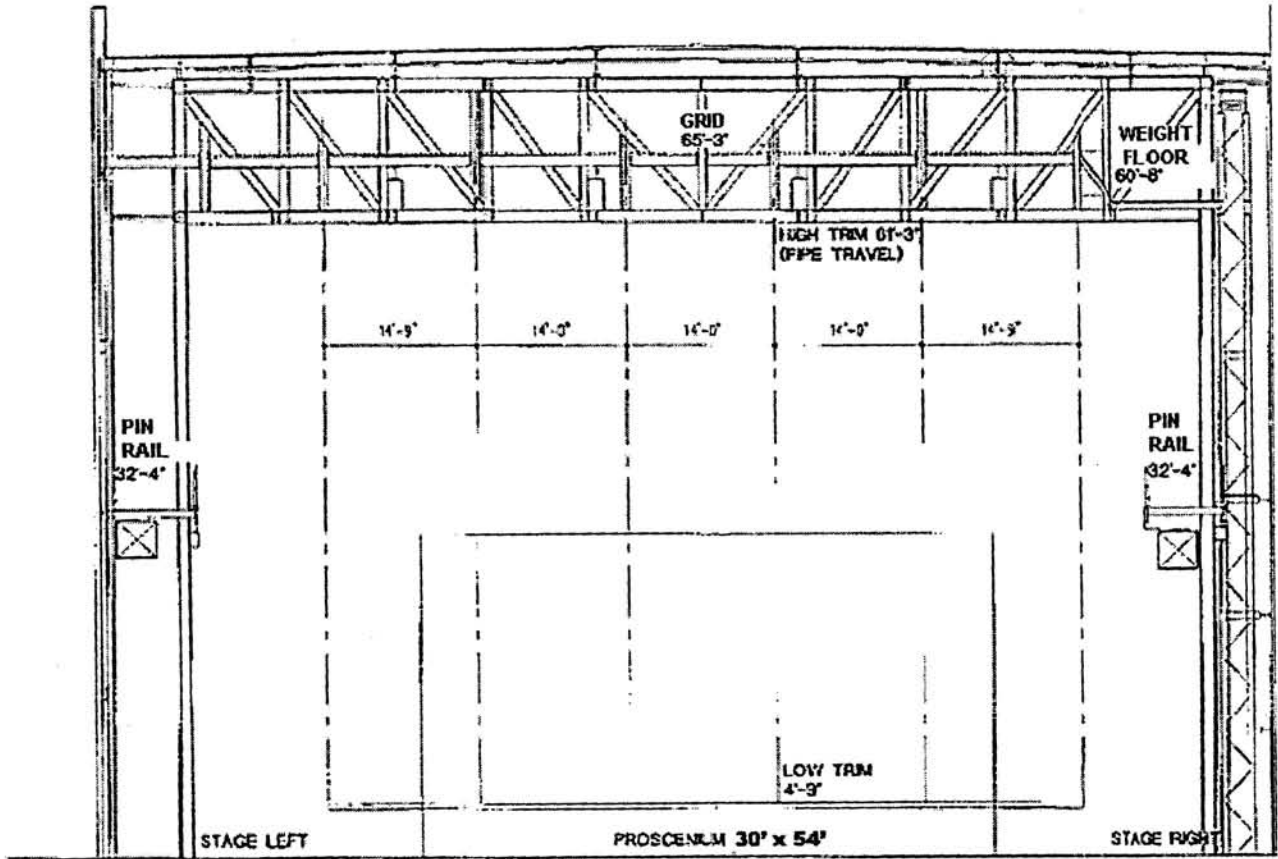 GRID
65'-3"
WEIGHT
FLOOR
60'-8"
HIGH TRIM 61'-3"
(PIPE TRAVEL)
14'-9"
14'-0"
14'-0"
14'-0"
14'-9"
PIN
RAIL
32'-4"
PIN
RAIL
32'-4"
LOW TRIM
4'-9"
STAGE LEFT
PROSCENIUM 30' x 54'
STAGE RIGHT